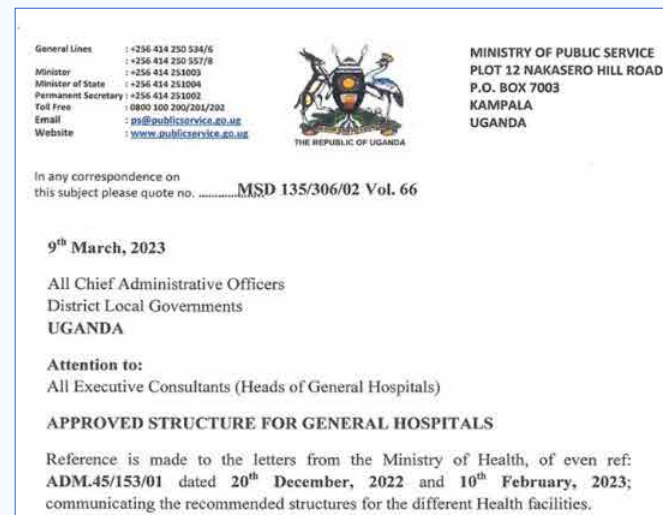 General Lines : +256 414 250 534/6
: +256 414 250 557/8
Minister : +256 414 251003
Minister of State : +256 414 251004
Permanent Secretary : +256 414 251002
Toll Free : 0800 100 200/201/202
Email : ps@publicservice.go.ug
Website : www.publicservice.go.ug
THE REPUBLIC OF UGANDA
MINISTRY OF PUBLIC SERVICE
PLOT 12 NAKASERO HILL ROAD
P.O. BOX 7003
KAMPALA
UGANDA
In any correspondence on
this subject please quote no. ................MSD 135/306/02 Vol. 66
9th March, 2023
All Chief Administrative Officers
District Local Governments
UGANDA
Attention to:
All Executive Consultants (Heads of General Hospitals)
APPROVED STRUCTURE FOR GENERAL HOSPITALS
Reference is made to the letters from the Ministry of Health, of even ref:
ADM.45/153/01 dated 20th December, 2022 and 10th February, 2023;
communicating the recommended structures for the different Health facilities.